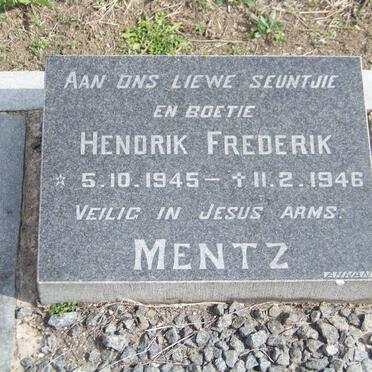 AAN ONS LIEWE SEUNTJIE
EN BOETIE
HENDRIK FREDERIK
* 5.10.1945 – † 11.2.1946
VEILIG IN JESUS ARMS.
MENTZ
AHNAN